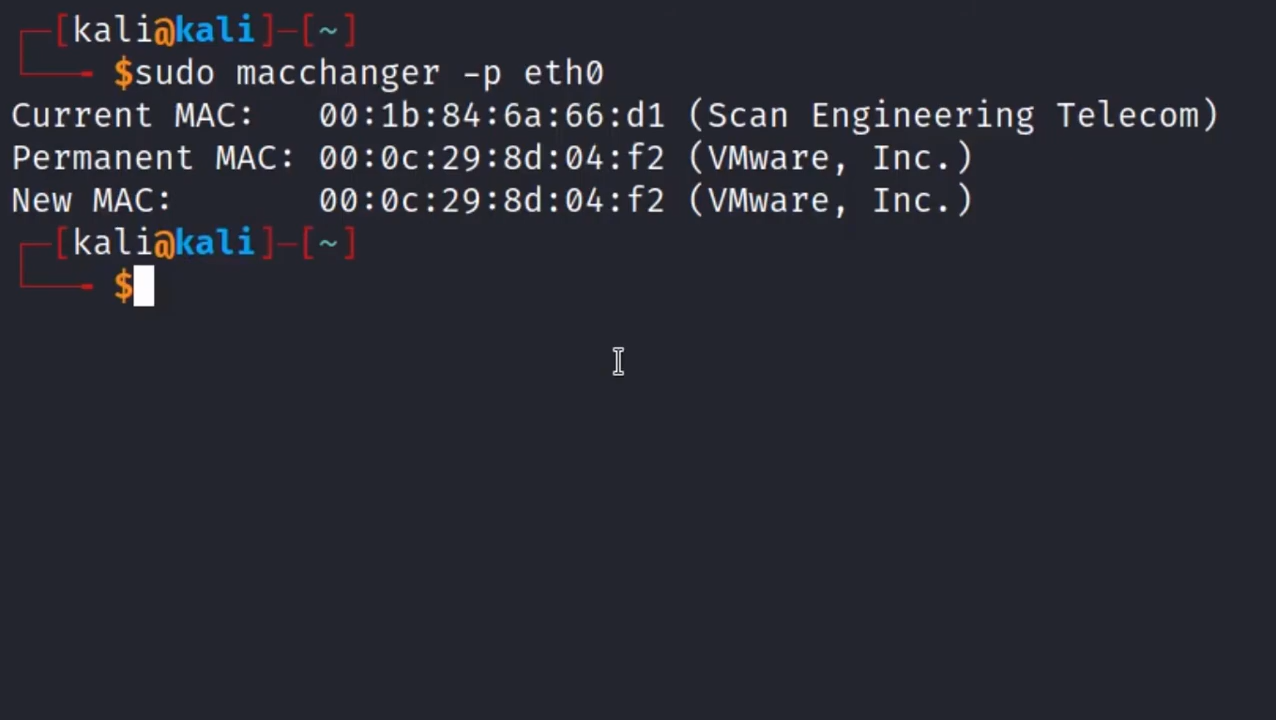 ┌─[kali@kali]─[~]
└──╼ $sudo macchanger -p eth0
Current MAC:   00:1b:84:6a:66:d1 (Scan Engineering Telecom)
Permanent MAC: 00:0c:29:8d:04:f2 (VMware, Inc.)
New MAC:       00:0c:29:8d:04:f2 (VMware, Inc.)
┌─[kali@kali]─[~]
└──╼ $